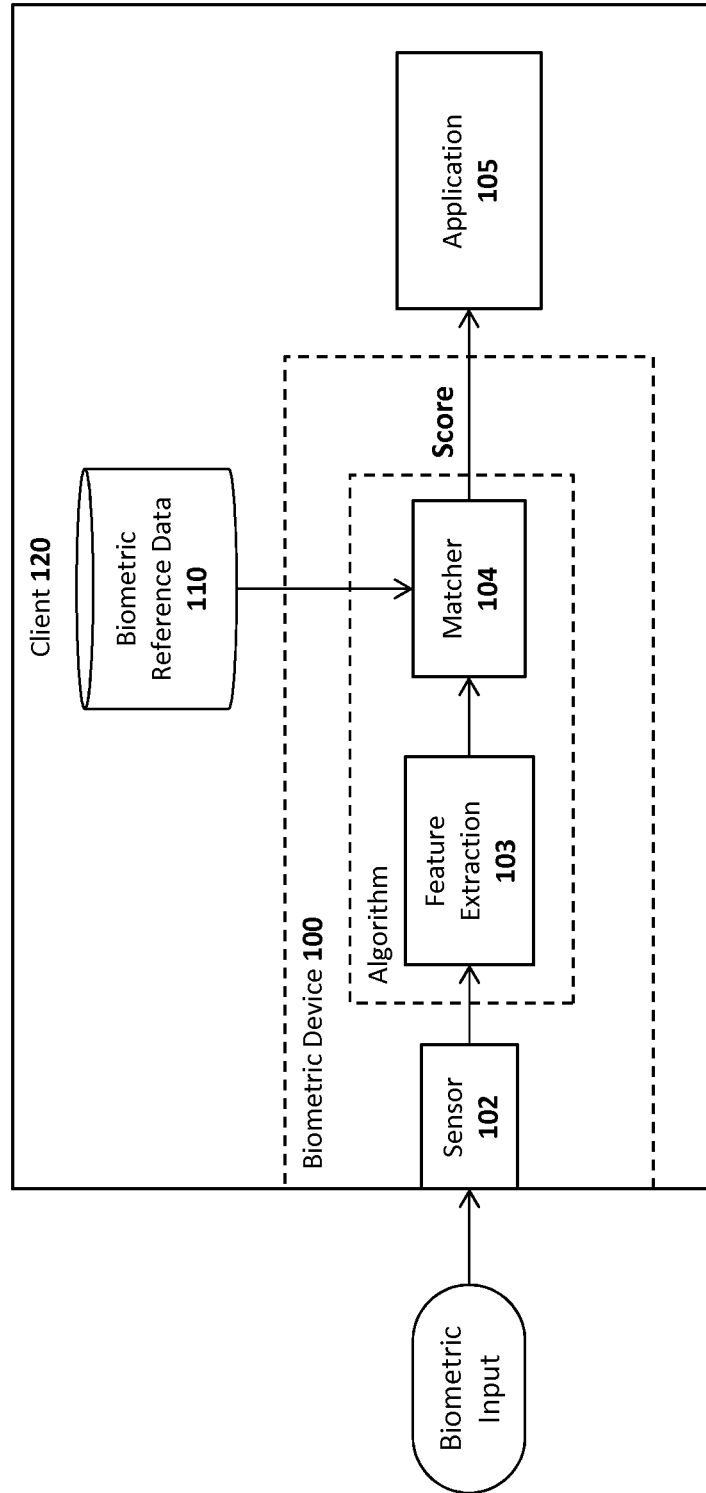 Client 120
Biometric
Reference Data
110
Biometric Device 100
Algorithm
Biometric
Input
Sensor
102
Feature
Extraction
103
Matcher
104
Score
Application
105